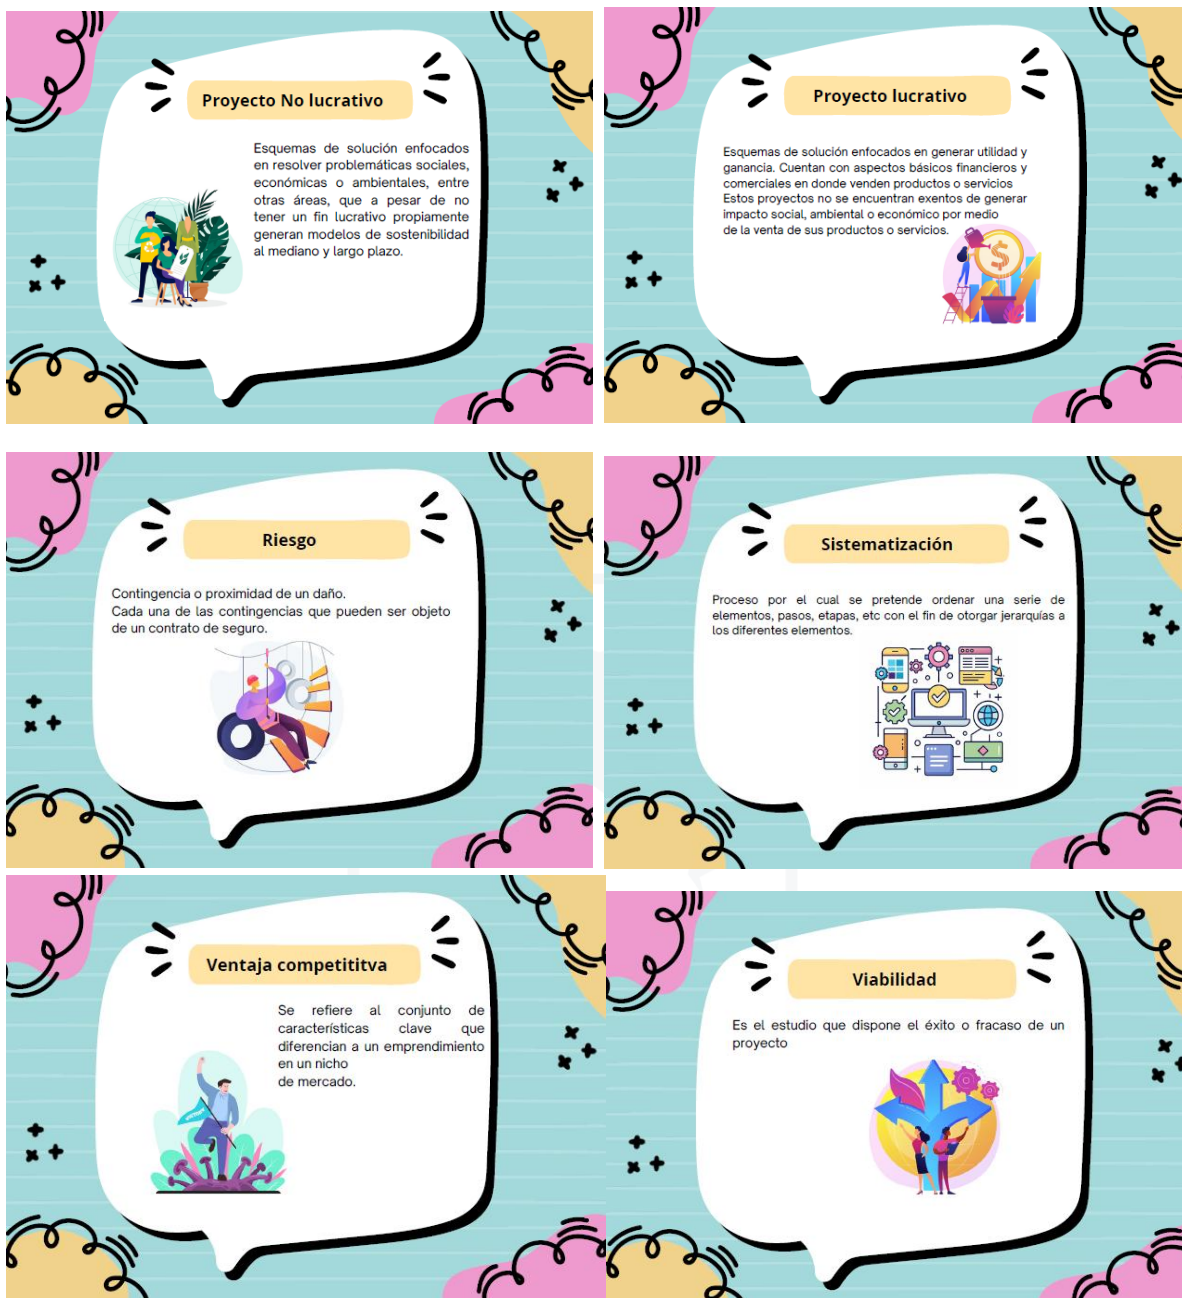 Proyecto No lucrativo
Esquemas de solución enfocados
en resolver problemáticas sociales,
económicas o ambientales, entre
otras áreas, que a pesar de no
tener un fin lucrativo propiamente
generan modelos de sostenibilidad
al mediano y largo plazo.
Proyecto lucrativo
Esquemas de solución enfocados en generar utilidad y
ganancia. Cuentan con aspectos básicos financieros y
comerciales en donde venden productos o servicios
Estos proyectos no se encuentran exentos de generar
impacto social, ambiental o económico por medio
de la venta de sus productos o servicios.
Riesgo
Contingencia o proximidad de un daño.
Cada una de las contingencias que pueden ser objeto
de un contrato de seguro.
Sistematización
Proceso por el cual se pretende ordenar una serie de
elementos, pasos, etapas, etc con el fin de otorgar jerarquías a
los diferentes elementos.
Ventaja competititva
Se refiere al conjunto de
características clave que
diferencian a un emprendimiento
en un nicho
de mercado.
Viabilidad
Es el estudio que dispone el éxito o fracaso de un
proyecto